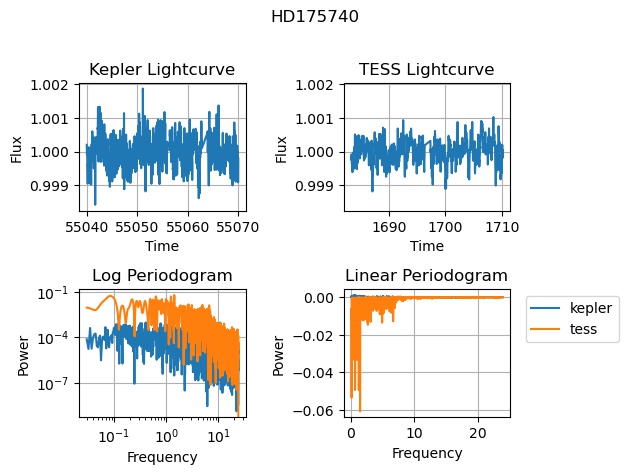 HD175740
Kepler Lightcurve
TESS Lightcurve
1.002
1.001
1.000
0.999
Flux
55040 55050 55060 55070
Time
1.002
1.001
1.000
0.999
Flux
1690 1700 1710
Time
Log Periodogram
Linear Periodogram
10⁻¹
10⁻⁴
10⁻⁷
Power
10⁻¹ 10⁰ 10¹
Frequency
0.00
−0.02
−0.04
−0.06
Power
0 10 20
Frequency
kepler
tess